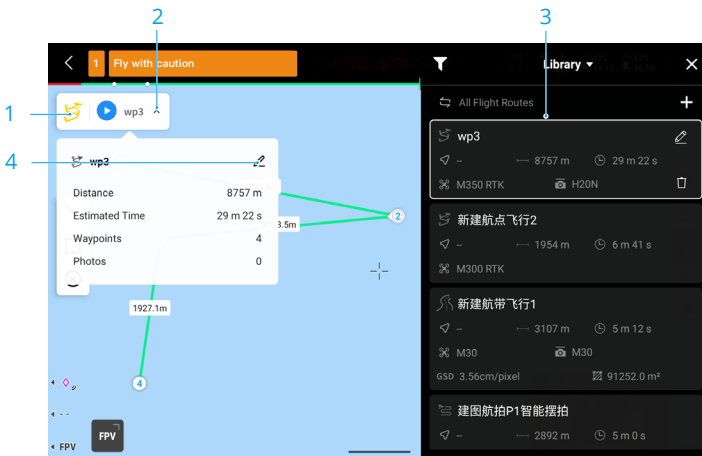 2
3
1 Fly with caution
Library
1
wp3
All Flight Routes
wp3
-- 8757 m 29 m 22 s
M350 RTK H20N
4
wp3
Distance 8757 m
Estimated Time 29 m 22 s
Waypoints 4
Photos 0
3.5m
2
1927.1m
4
新建航点飞行2
-- 1954 m 6 m 41 s
M300 RTK
新建航带飞行1
-- 3107 m 5 m 12 s
M30 M30
GSD 3.56cm/pixel 91252.0 m²
建图航拍P1智能摆拍
-- 2892 m 5 m 0 s
--
FPV
FPV